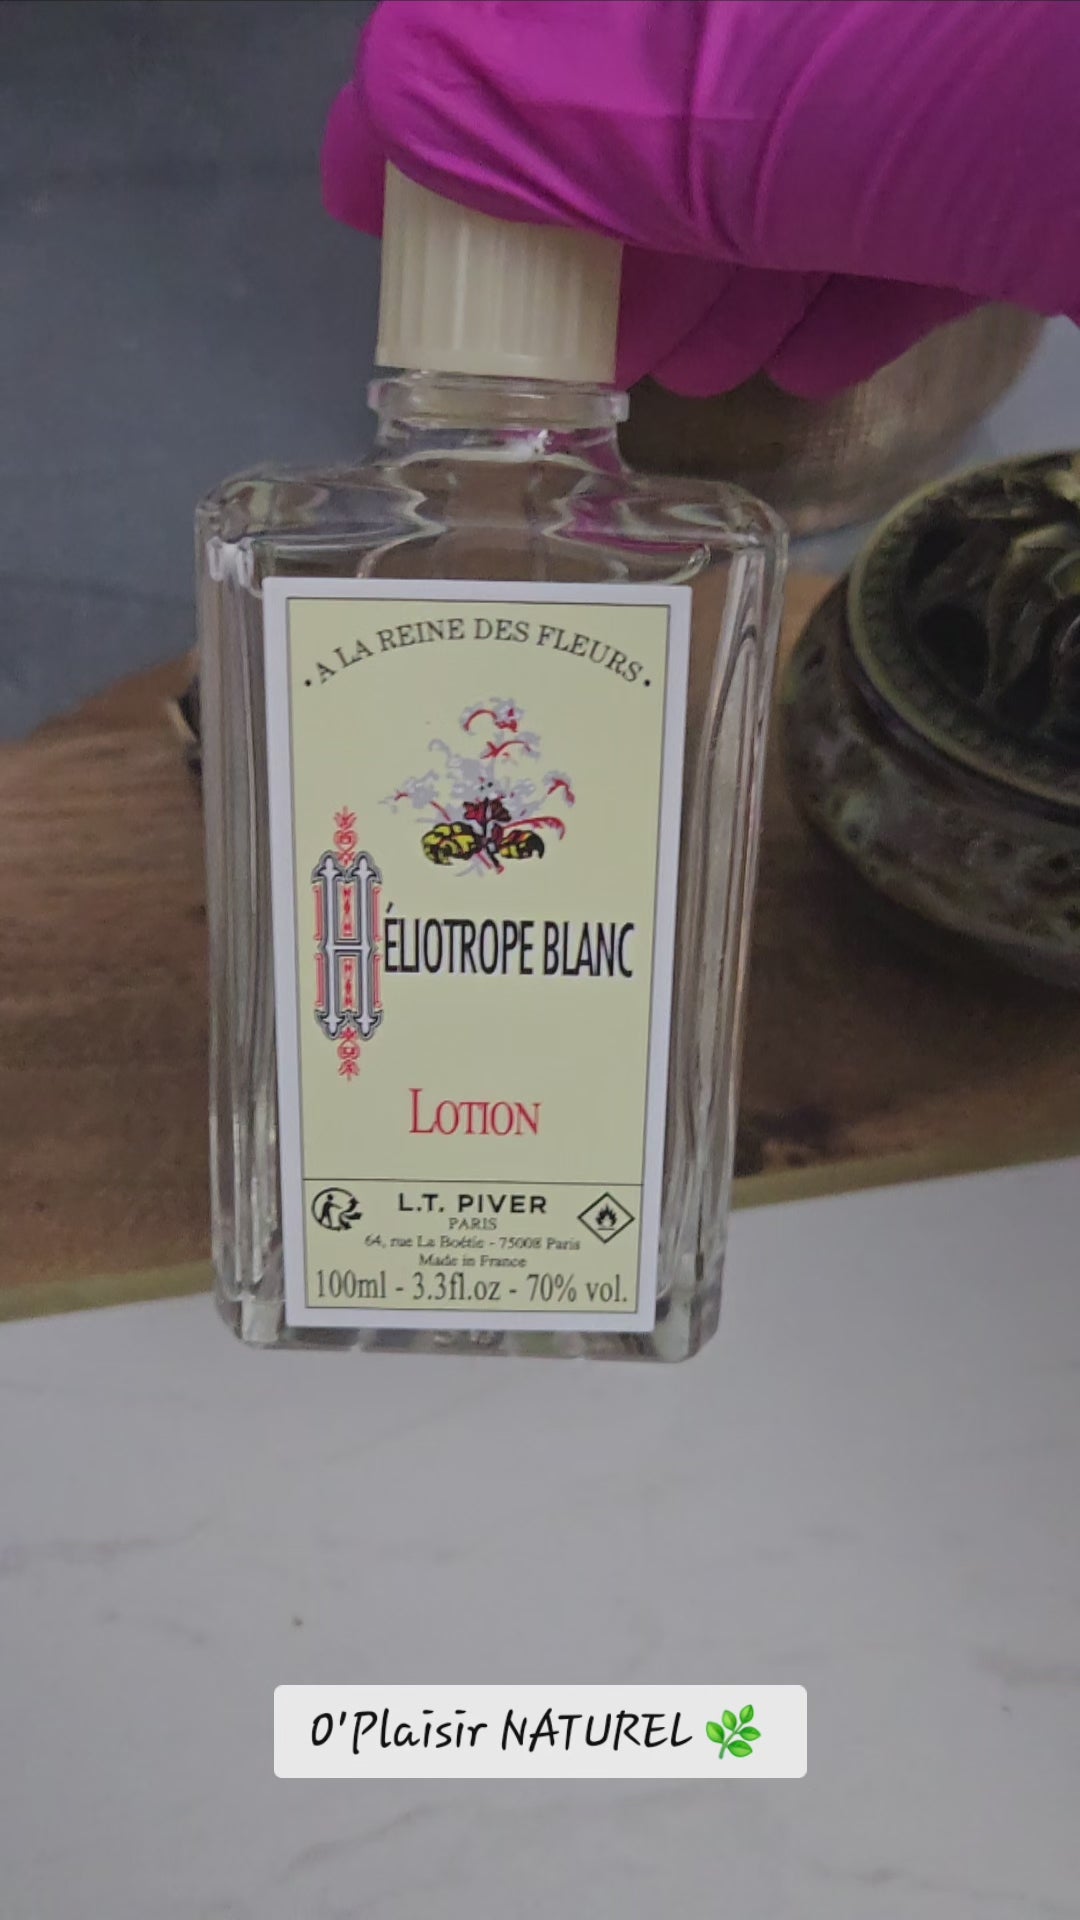 · A LA REINE DES FLEURS ·
HÉLIOTROPE BLANC
LOTION
L.T. PIVER
PARIS
64, rue La Boétie - 75008 Paris
Made in France
100ml - 3.3fl.oz - 70% vol.
O'Plaisir NATUREL 🌿